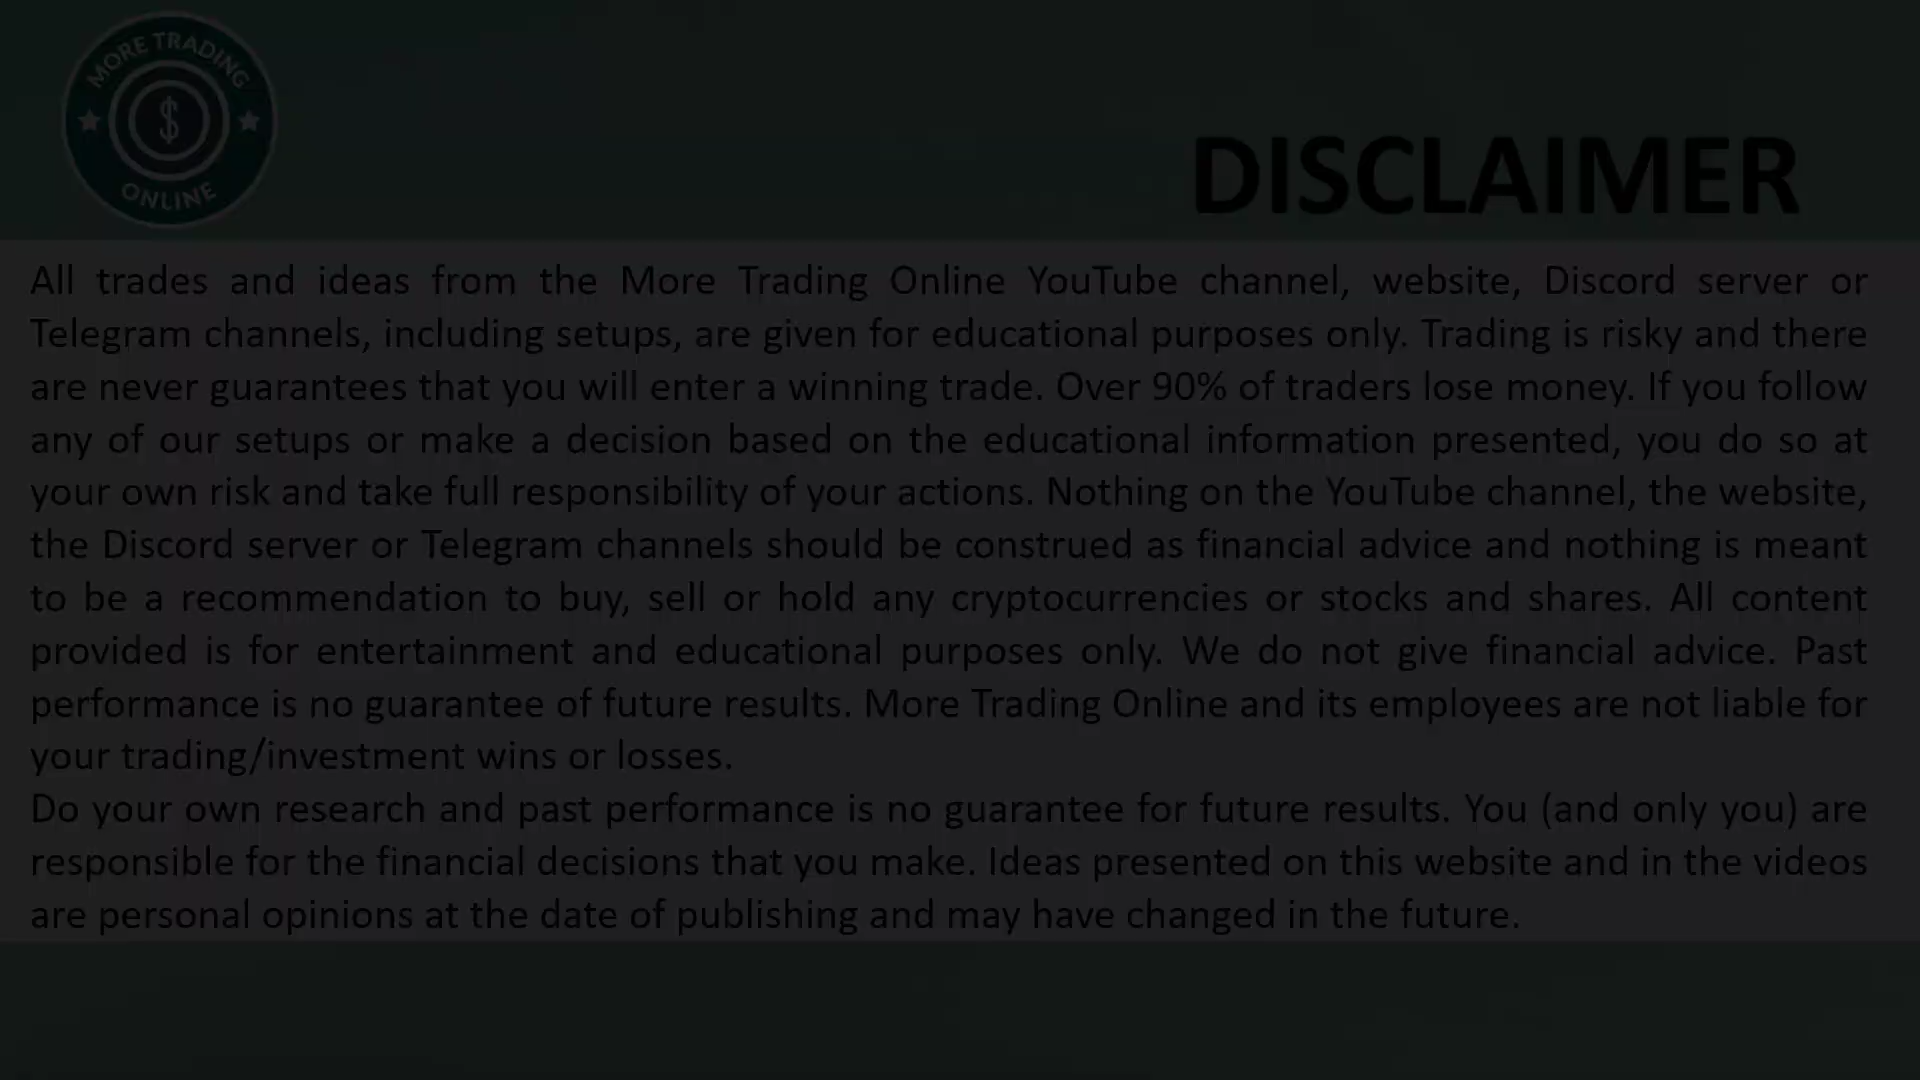 MORE TRADING
$
ONLINE
DISCLAIMER
All trades and ideas from the More Trading Online YouTube channel, website, Discord server or
Telegram channels, including setups, are given for educational purposes only. Trading is risky and there
are never guarantees that you will enter a winning trade. Over 90% of traders lose money. If you follow
any of our setups or make a decision based on the educational information presented, you do so at
your own risk and take full responsibility of your actions. Nothing on the YouTube channel, the website,
the Discord server or Telegram channels should be construed as financial advice and nothing is meant
to be a recommendation to buy, sell or hold any cryptocurrencies or stocks and shares. All content
provided is for entertainment and educational purposes only. We do not give financial advice. Past
performance is no guarantee of future results. More Trading Online and its employees are not liable for
your trading/investment wins or losses.
Do your own research and past performance is no guarantee for future results. You (and only you) are
responsible for the financial decisions that you make. Ideas presented on this website and in the videos
are personal opinions at the date of publishing and may have changed in the future.